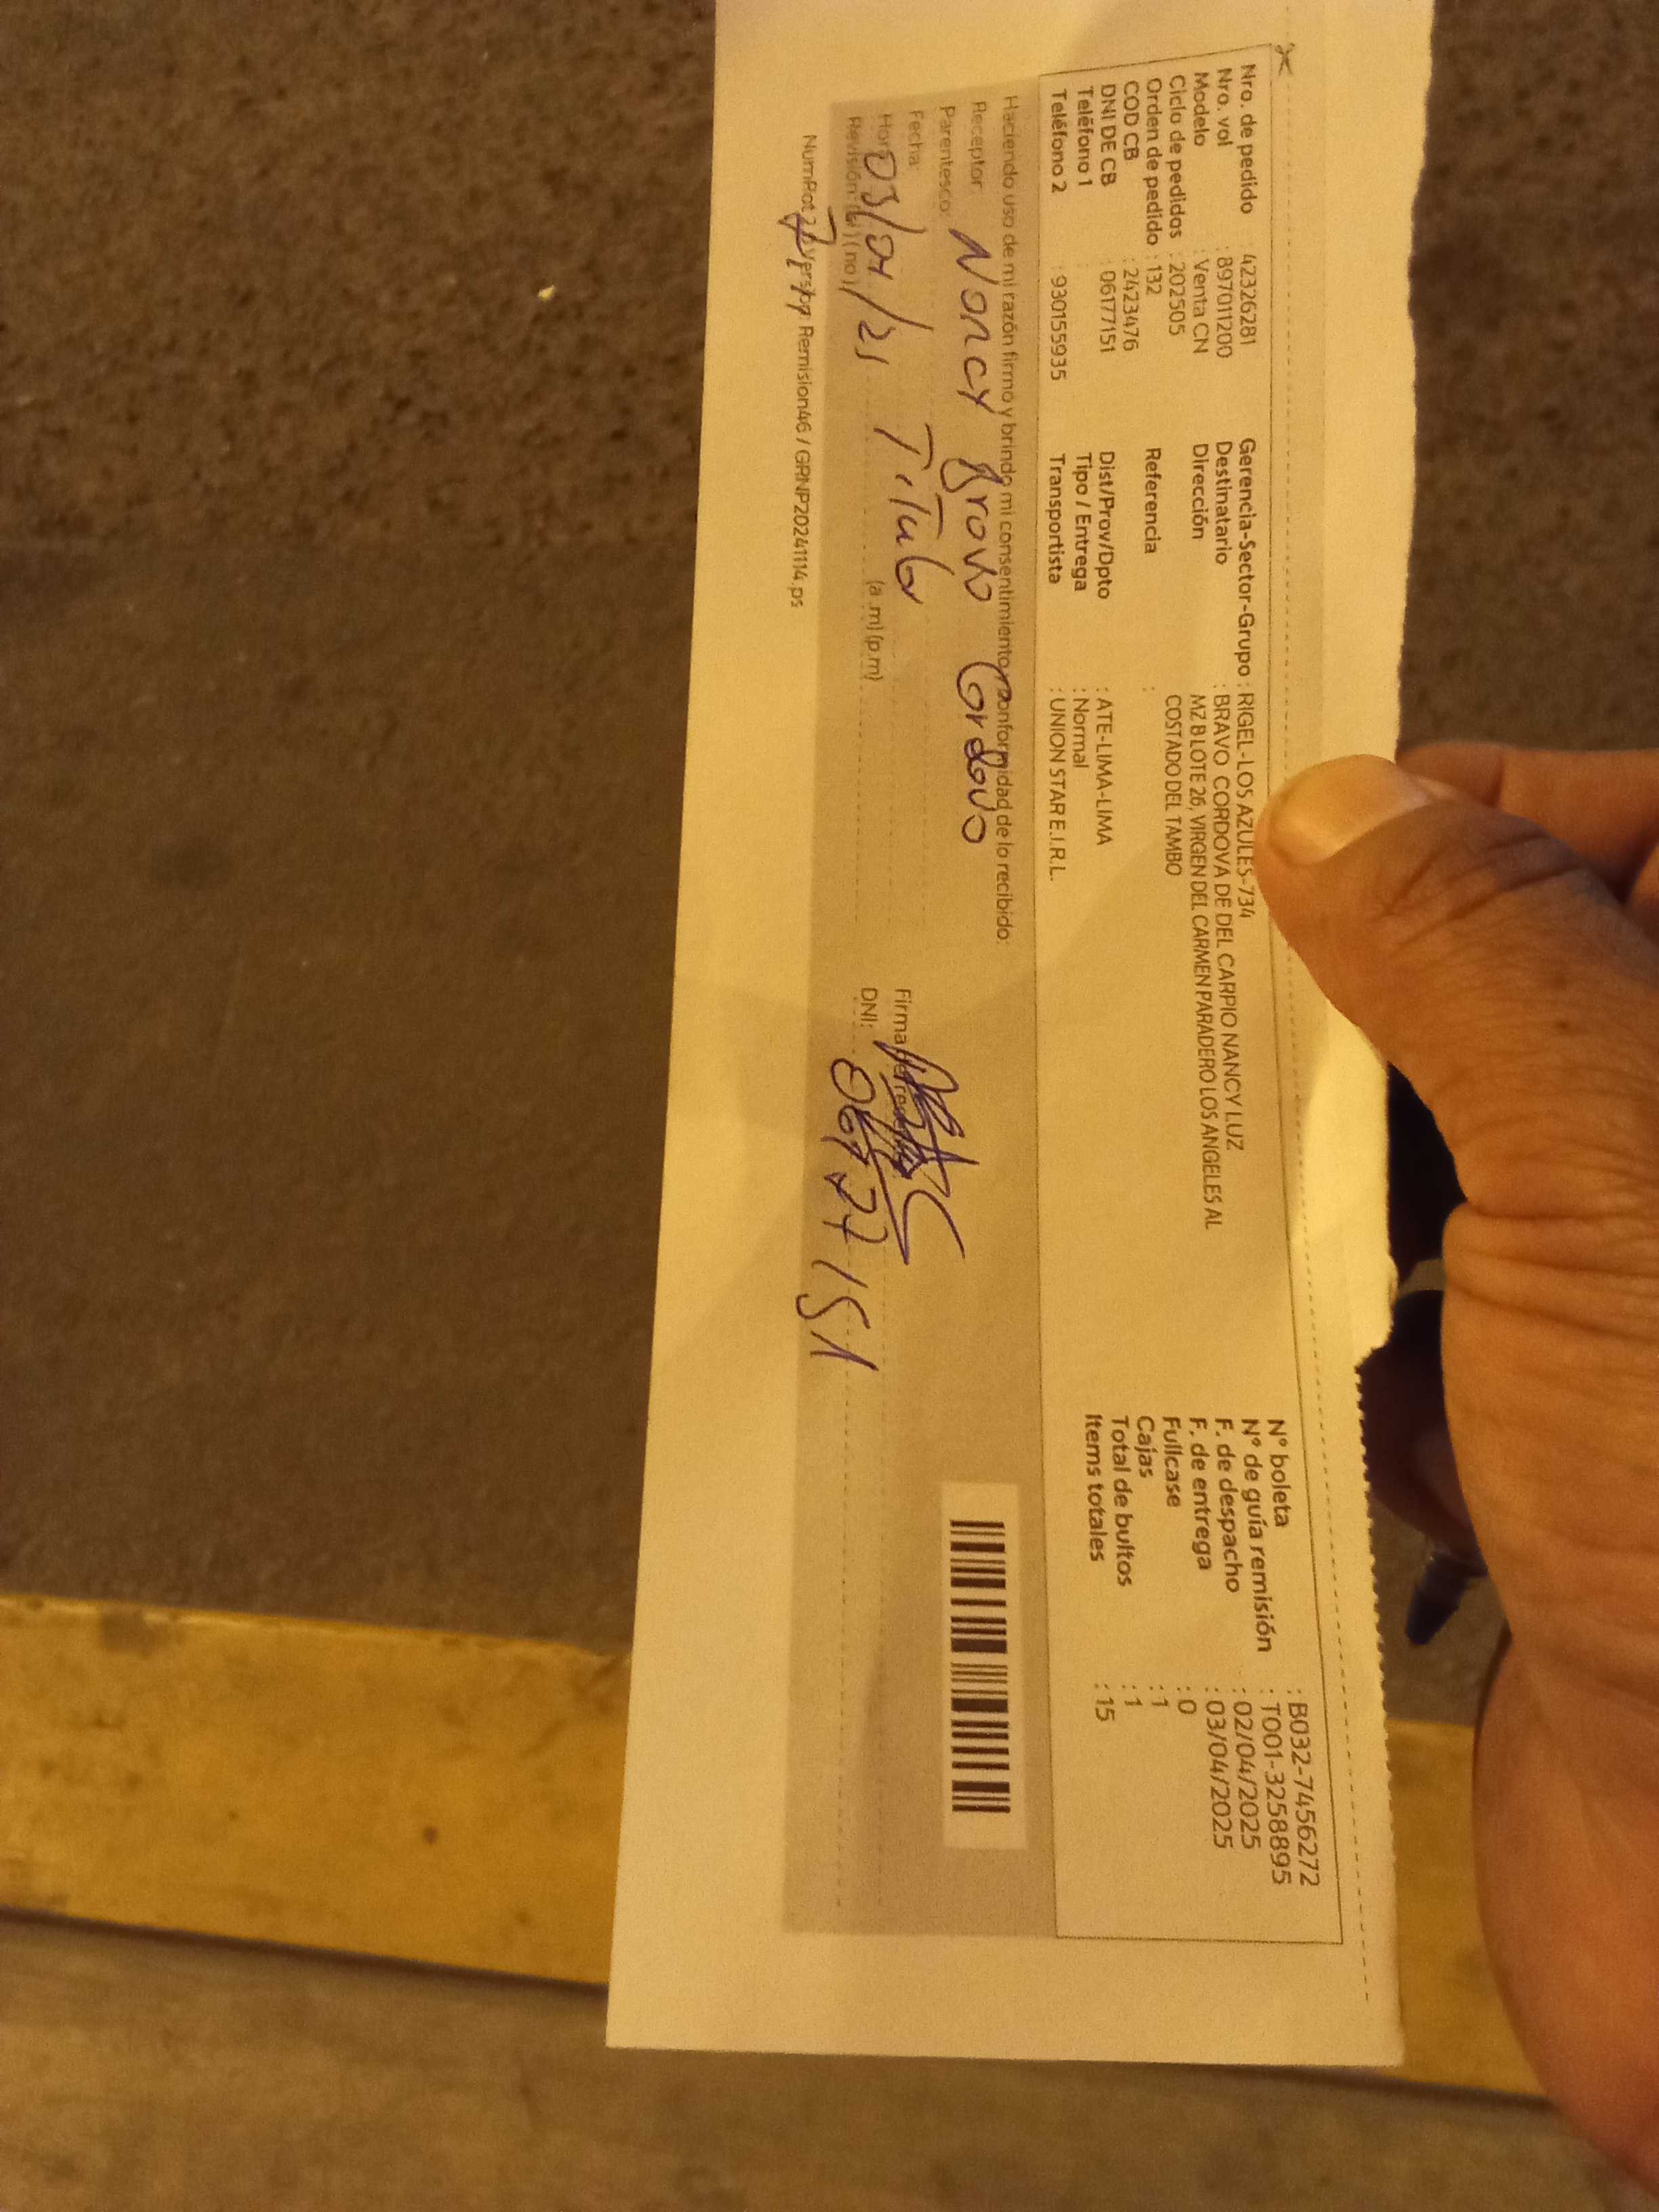 Nro. de pedido : 42326281
Nro. vol : 897011200
Modelo : Venta CN
Ciclo de pedidos : 202505
Orden de pedido : 132
COD CB : 2423476
DNI DE CB : 06177151
Teléfono 1 :
Teléfono 2 : 930155935
Gerencia-Sector-Grupo : RIGEL-LOS AZULES-734
Destinatario : BRAVO CORDOVA DE DEL CARPIO NANCY LUZ
Dirección : MZ B LOTE 26, VIRGEN DEL CARMEN PARADERO LOS ANGELES AL
COSTADO DEL TAMBO
Referencia :
Dist/Prov/Dpto : ATE-LIMA-LIMA
Tipo / Entrega : Normal
Transportista : UNION STAR E.I.R.L.
N° boleta : B032-7456272
N° de guía remisión : T001-3258895
F. de despacho : 02/04/2025
F. de entrega : 03/04/2025
Fullcase : 0
Cajas : 1
Total de bultos : 1
Items totales : 15
Haciendo uso de mi razón firmo y brindo mi consentimiento conformidad de lo recibido:
Receptor: Nancy Bravo Cordova
Parentesco: Titular
Fecha:
Hora (a .m) (p.m)
Revisión: (no)
Firma
DNI:
Remision46 / GRNP20241114.ps